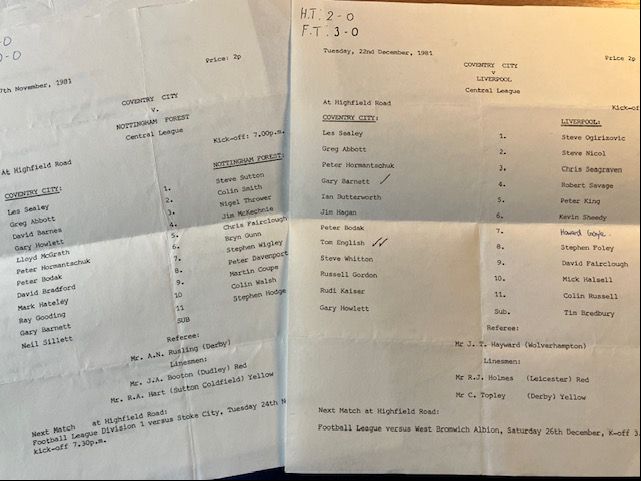 -0
0-0
7th November, 1981
Price: 2p
COVENTRY CITY
v.
NOTTINGHAM FOREST
Central League
At Highfield Road
Kick-off: 7.00p.m.
COVENTRY CITY:
NOTTINGHAM FOREST:
Les Sealey 1. Steve Sutton
Greg Abbott 2. Colin Smith
David Barnes 3. Nigel Thrower
Gary Howlett 4. Jim McKechnie
Lloyd McGrath 5. Chris Fairclough
Peter Hormantschuk 6. Bryn Gunn
Peter Bodak 7. Stephen Wigley
David Bradford 8. Peter Davenport
Mark Hateley 9. Martin Coupe
Ray Gooding 10 Colin Walsh
Gary Barnett 11 Stephen Hodge
Neil Sillett SUB
Referee:
Mr. A.N. Rusling (Derby)
Linesmen:
Mr. J.A. Booton (Dudley) Red
Mr. R.A. Hart (Sutton Coldfield) Yellow
Next Match at Highfield Road:
Football League Division 1 versus Stoke City, Tuesday 24th N
kick-off 7.30p.m.
H.T: 2-0
F.T: 3-0
Tuesday, 22nd December, 1981
Price 2p
COVENTRY CITY
v
LIVERPOOL
Central League
At Highfield Road
Kick-of
COVENTRY CITY:
LIVERPOOL:
Les Sealey 1. Steve Ogirizovic
Greg Abbott 2. Steve Nicol
Peter Hormantschuk 3. Chris Seagraven
Gary Barnett 4. Robert Savage
Ian Butterworth 5. Peter King
Jim Hagan 6. Kevin Sheedy
Peter Bodak 7. Howard Gayle.
Tom English 8. Stephen Foley
Steve Whitton 9. David Fairclough
Russell Gordon 10. Mick Halsell
Rudi Kaiser 11. Colin Russell
Gary Howlett Sub. Tim Bredbury
Referee:
Mr J. T. Hayward (Wolverhampton)
Linesmen:
Mr R.J. Holmes (Leicester) Red
Mr C. Topley (Derby) Yellow
Next Match at Highfield Road:
Football League versus West Bromwich Albion, Saturday 26th December, K-off 3.